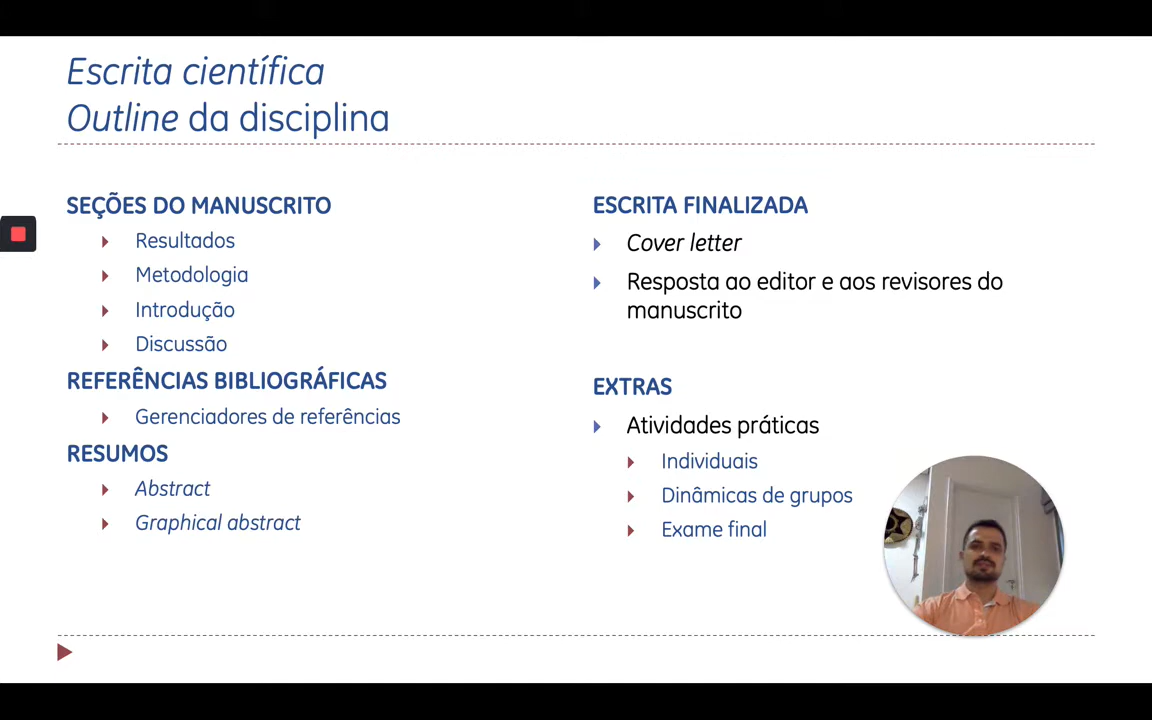 Escrita científica
Outline da disciplina
SEÇÕES DO MANUSCRITO
Resultados
Metodologia
Introdução
Discussão
REFERÊNCIAS BIBLIOGRÁFICAS
Gerenciadores de referências
RESUMOS
Abstract
Graphical abstract
ESCRITA FINALIZADA
Cover letter
Resposta ao editor e aos revisores do
manuscrito
EXTRAS
Atividades práticas
Individuais
Dinâmicas de grupos
Exame final